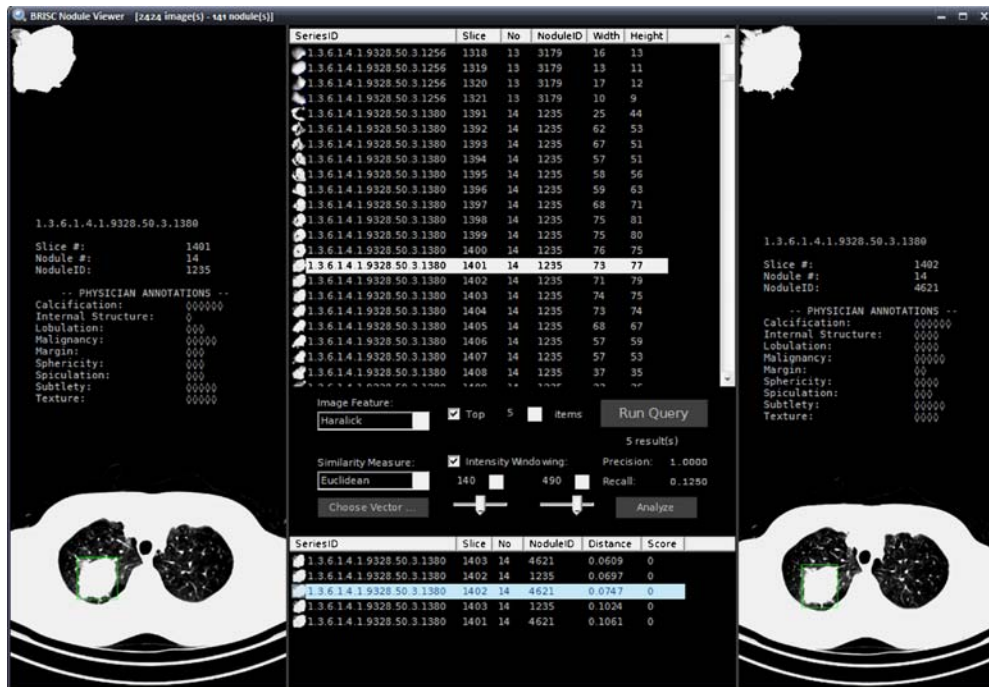 BRISC Nodule Viewer [2424 image(s) - 141 nodule(s)]
1.3.6.1.4.1.9328.50.3.1380
Slice #: 1401
Nodule #: 14
NoduleID: 1235
-- PHYSICIAN ANNOTATIONS --
Calcification: ◊◊◊◊◊◊
Internal Structure: ◊
Lobulation: ◊◊◊
Malignancy: ◊◊◊◊◊
Margin: ◊◊◊
Sphericity: ◊◊◊◊
Spiculation: ◊◊◊
Subtlety: ◊◊◊◊◊
Texture: ◊◊◊◊◊
SeriesID Slice No NoduleID Width Height
1.3.6.1.4.1.9328.50.3.1256 1318 13 3179 16 13
1.3.6.1.4.1.9328.50.3.1256 1319 13 3179 13 11
1.3.6.1.4.1.9328.50.3.1256 1320 13 3179 17 12
1.3.6.1.4.1.9328.50.3.1256 1321 13 3179 10 9
1.3.6.1.4.1.9328.50.3.1380 1391 14 1235 25 44
1.3.6.1.4.1.9328.50.3.1380 1392 14 1235 62 53
1.3.6.1.4.1.9328.50.3.1380 1393 14 1235 67 51
1.3.6.1.4.1.9328.50.3.1380 1394 14 1235 57 51
1.3.6.1.4.1.9328.50.3.1380 1395 14 1235 58 56
1.3.6.1.4.1.9328.50.3.1380 1396 14 1235 59 63
1.3.6.1.4.1.9328.50.3.1380 1397 14 1235 68 71
1.3.6.1.4.1.9328.50.3.1380 1398 14 1235 75 81
1.3.6.1.4.1.9328.50.3.1380 1399 14 1235 75 80
1.3.6.1.4.1.9328.50.3.1380 1400 14 1235 76 75
1.3.6.1.4.1.9328.50.3.1380 1401 14 1235 73 77
1.3.6.1.4.1.9328.50.3.1380 1402 14 1235 71 79
1.3.6.1.4.1.9328.50.3.1380 1403 14 1235 74 75
1.3.6.1.4.1.9328.50.3.1380 1404 14 1235 73 74
1.3.6.1.4.1.9328.50.3.1380 1405 14 1235 68 67
1.3.6.1.4.1.9328.50.3.1380 1406 14 1235 57 59
1.3.6.1.4.1.9328.50.3.1380 1407 14 1235 57 53
1.3.6.1.4.1.9328.50.3.1380 1408 14 1235 37 35
Image Feature:
Haralick
Top 5 items
Run Query
5 result(s)
Similarity Measure:
Euclidean
Choose Vector ...
Intensity Windowing:
140 490
Precision: 1.0000
Recall: 0.1250
Analyze
SeriesID Slice No NoduleID Distance Score
1.3.6.1.4.1.9328.50.3.1380 1403 14 4621 0.0609 0
1.3.6.1.4.1.9328.50.3.1380 1402 14 1235 0.0697 0
1.3.6.1.4.1.9328.50.3.1380 1402 14 4621 0.0747 0
1.3.6.1.4.1.9328.50.3.1380 1403 14 1235 0.1024 0
1.3.6.1.4.1.9328.50.3.1380 1401 14 4621 0.1061 0
1.3.6.1.4.1.9328.50.3.1380
Slice #: 1402
Nodule #: 14
NoduleID: 4621
-- PHYSICIAN ANNOTATIONS --
Calcification: ◊◊◊◊◊◊
Internal Structure: ◊
Lobulation: ◊◊◊◊
Malignancy: ◊◊◊◊◊
Margin: ◊◊
Sphericity: ◊◊◊◊
Spiculation: ◊◊◊
Subtlety: ◊◊◊◊◊
Texture: ◊◊◊◊